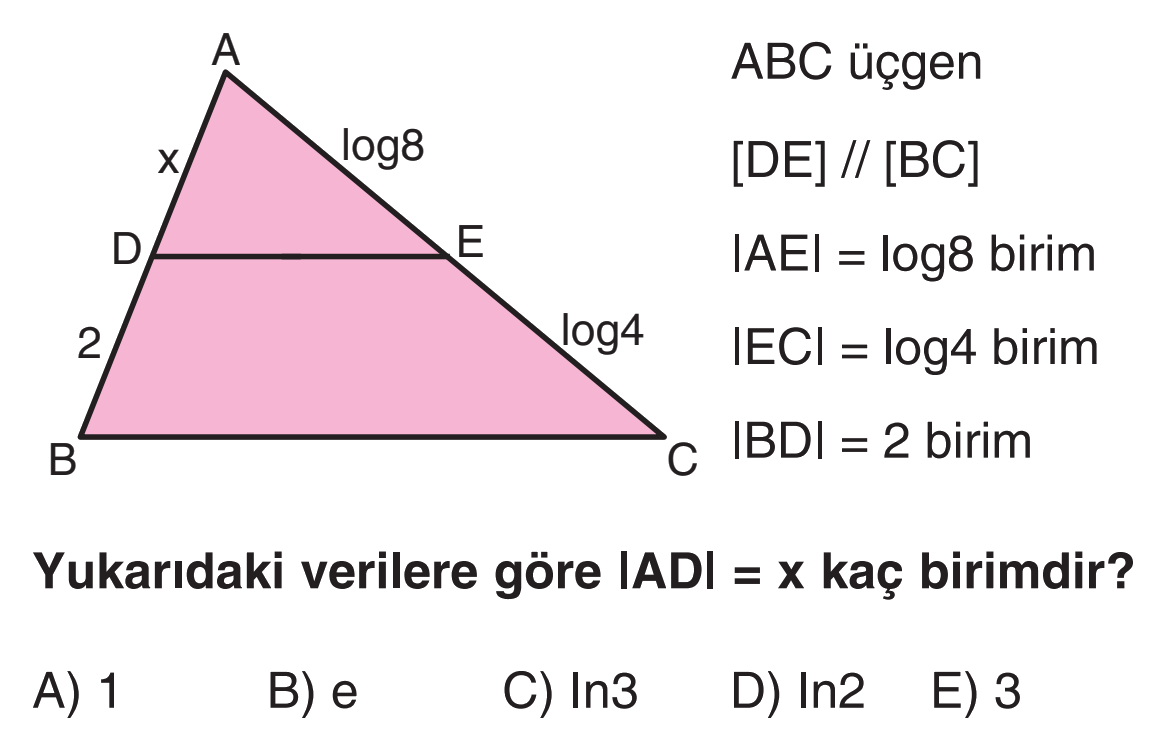 A
x
log8
D
E
2
log4
B
C
ABC üçgen
[DE] // [BC]
|AE| = log8 birim
|EC| = log4 birim
|BD| = 2 birim
Yukarıdaki verilere göre |AD| = x kaç birimdir?
A) 1 B) e C) ln3 D) ln2 E) 3